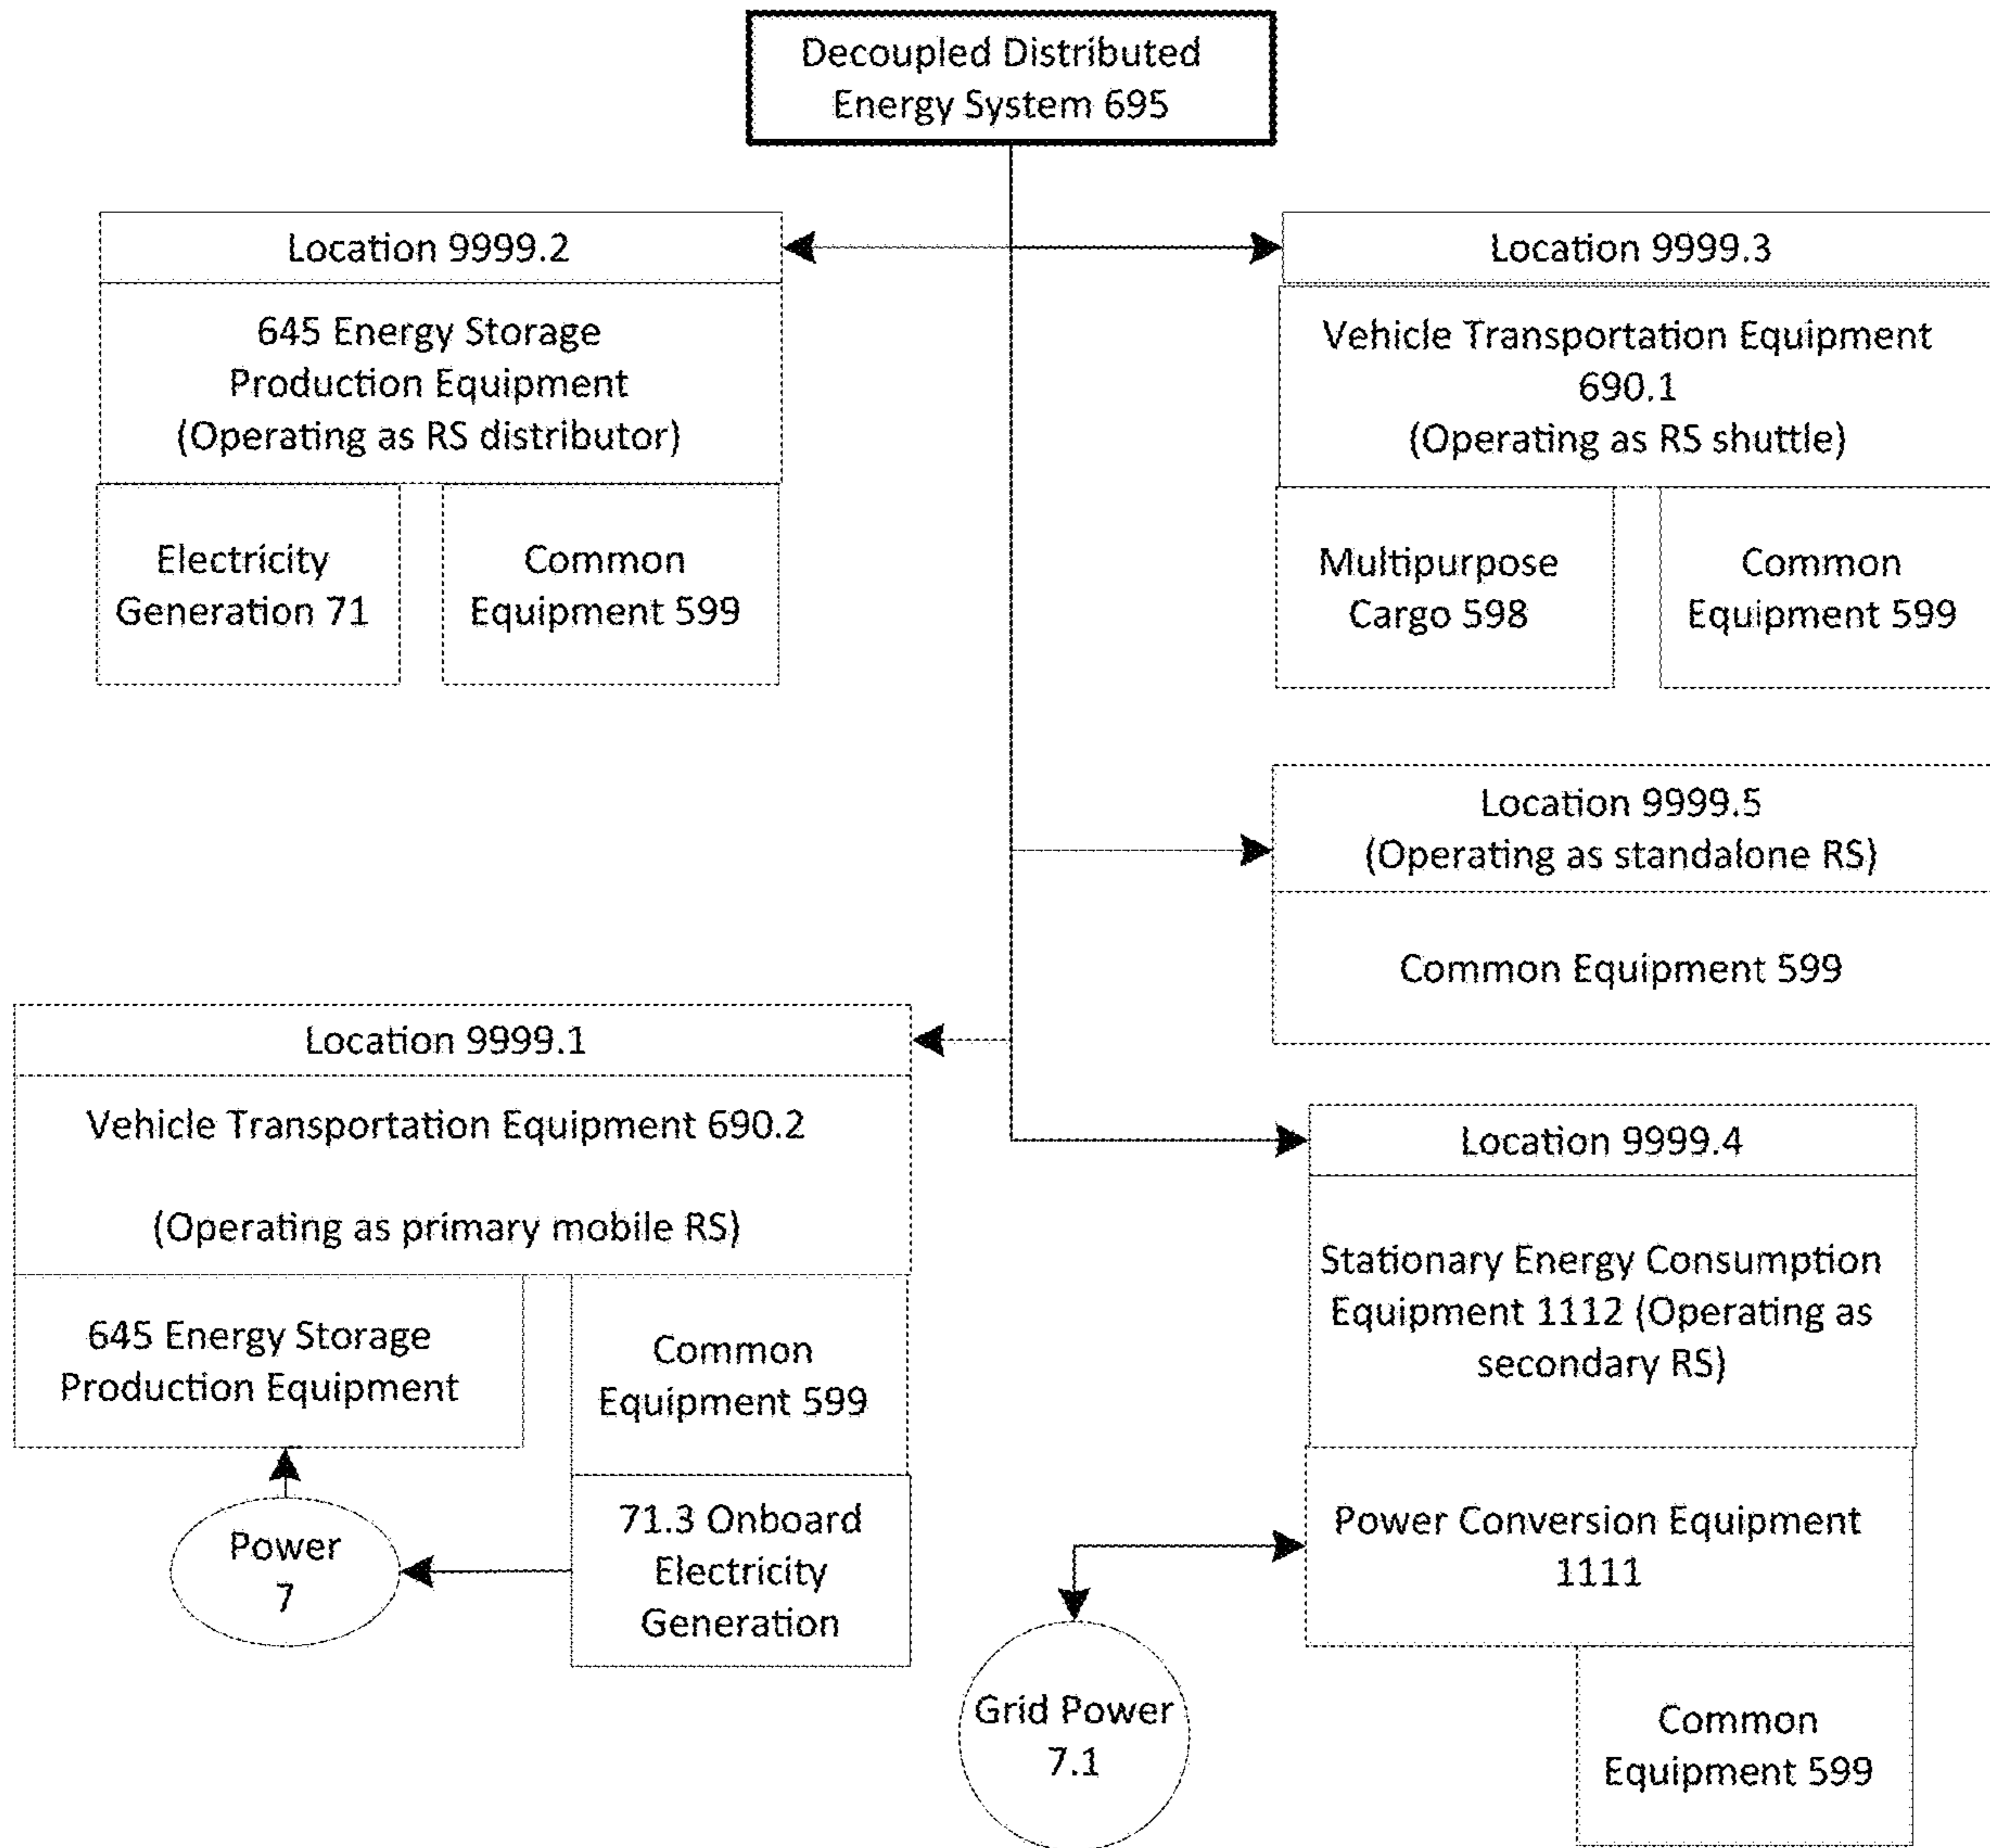 Decoupled Distributed
Energy System 695
Location 9999.2
645 Energy Storage
Production Equipment
(Operating as RS distributor)
Electricity
Generation 71
Common
Equipment 599
Location 9999.3
Vehicle Transportation Equipment
690.1
(Operating as RS shuttle)
Multipurpose
Cargo 598
Common
Equipment 599
Location 9999.5
(Operating as standalone RS)
Common Equipment 599
Location 9999.1
Vehicle Transportation Equipment 690.2
(Operating as primary mobile RS)
645 Energy Storage
Production Equipment
Common
Equipment 599
Power
7
71.3 Onboard
Electricity
Generation
Location 9999.4
Stationary Energy Consumption
Equipment 1112 (Operating as
secondary RS)
Power Conversion Equipment
1111
Grid Power
7.1
Common
Equipment 599